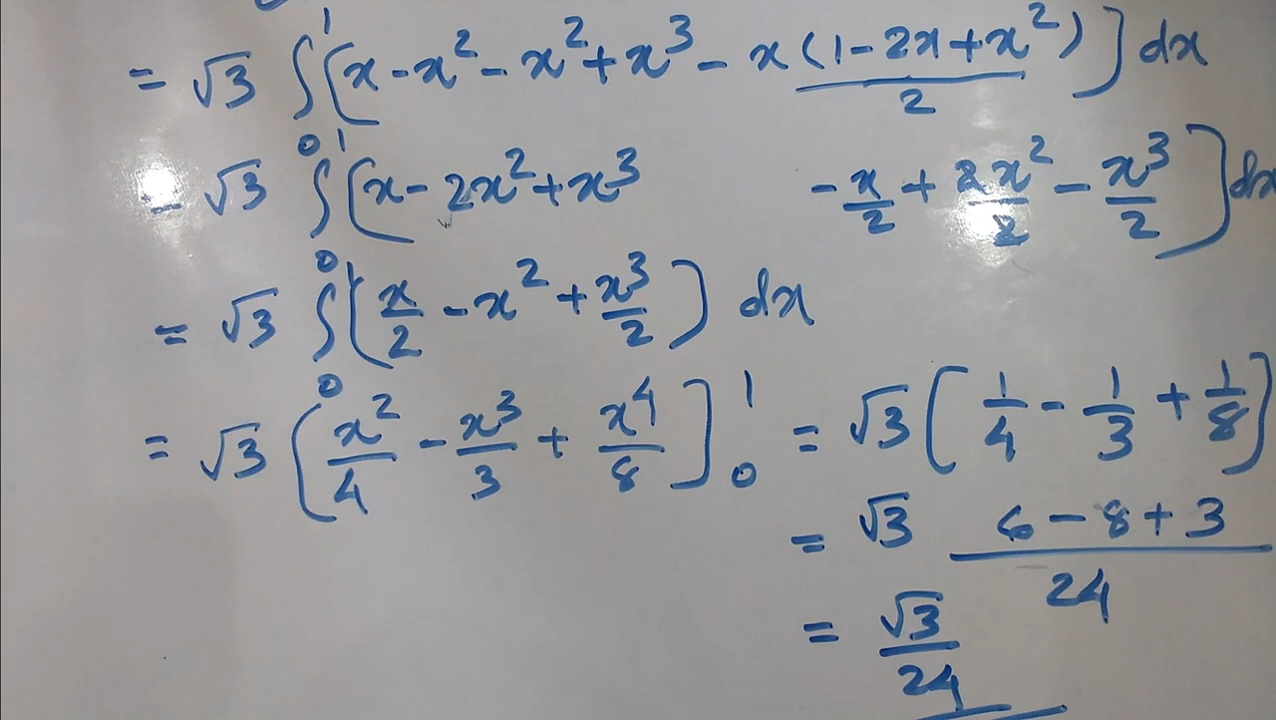 = √3 ∫₀¹ [x - x² - x² + x³ - x(1 - 2x + x²)/2] dx
= √3 ∫₀¹ [x - 2x² + x³ - x/2 + 2x²/2 - x³/2] dx
= √3 ∫₀¹ (x/2 - x² + x³/2) dx
= √3 [x²/4 - x³/3 + x⁴/8]₀¹ = √3 [1/4 - 1/3 + 1/8]
= √3 (6 - 8 + 3)/24
= √3/24